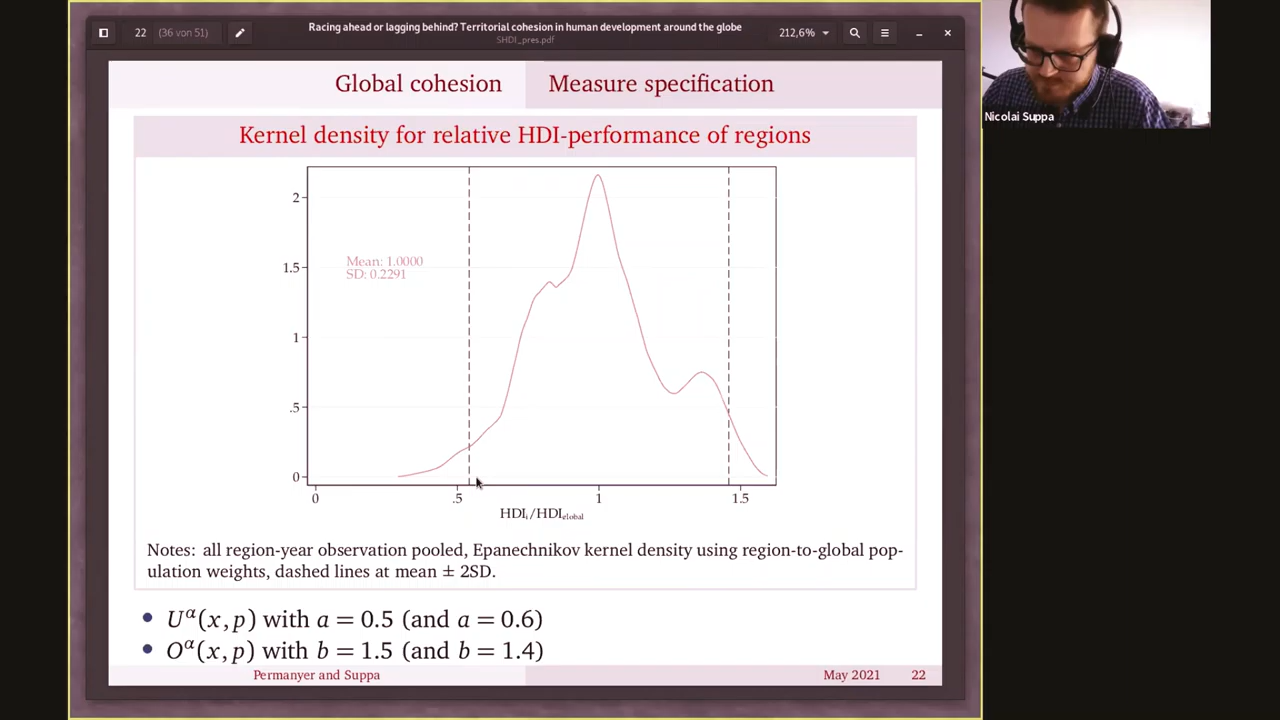 Racing ahead or lagging behind? Territorial cohesion in human development around the globe
22 (36 von 51)
212,6%
SHDI_pres.pdf
Nicolai Suppa
Global cohesion
Measure specification
Kernel density for relative HDI-performance of regions
2
1.5
1
.5
0
Mean: 1.0000
SD: 0.2291
0 .5 1 1.5
HDIᵢ/HDIglobal
Notes: all region-year observation pooled, Epanechnikov kernel density using region-to-global pop-
ulation weights, dashed lines at mean ± 2SD.
• Uᵅ(x, p) with a = 0.5 (and a = 0.6)
• Oᵅ(x, p) with b = 1.5 (and b = 1.4)
Permanyer and Suppa
May 2021 22